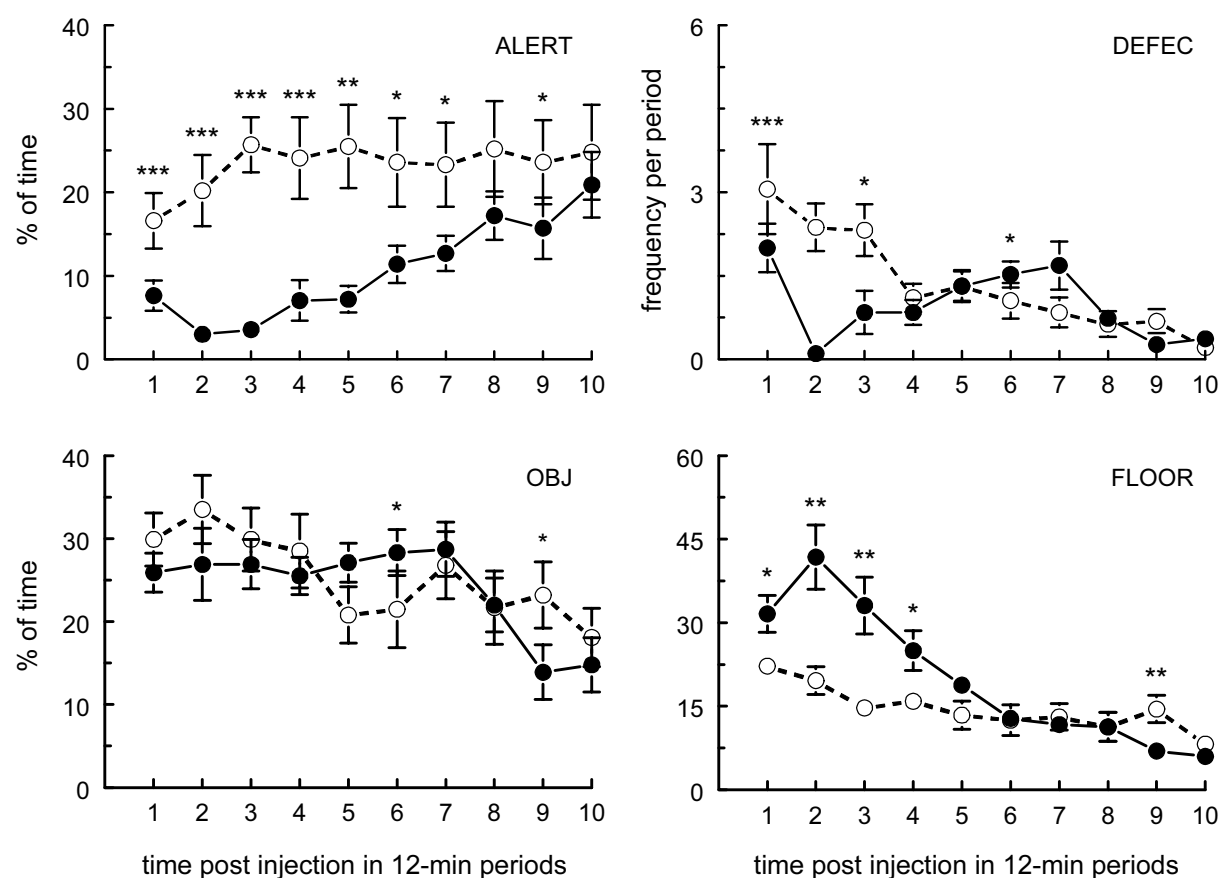 ALERT
% of time
40
30
20
10
0
*** *** *** *** ** * * *
1 2 3 4 5 6 7 8 9 10
DEFEC
frequency per period
6
3
0
*** * *
1 2 3 4 5 6 7 8 9 10
OBJ
% of time
40
30
20
10
0
* *
1 2 3 4 5 6 7 8 9 10
time post injection in 12-min periods
FLOOR
60
45
30
15
0
* ** ** * **
1 2 3 4 5 6 7 8 9 10
time post injection in 12-min periods